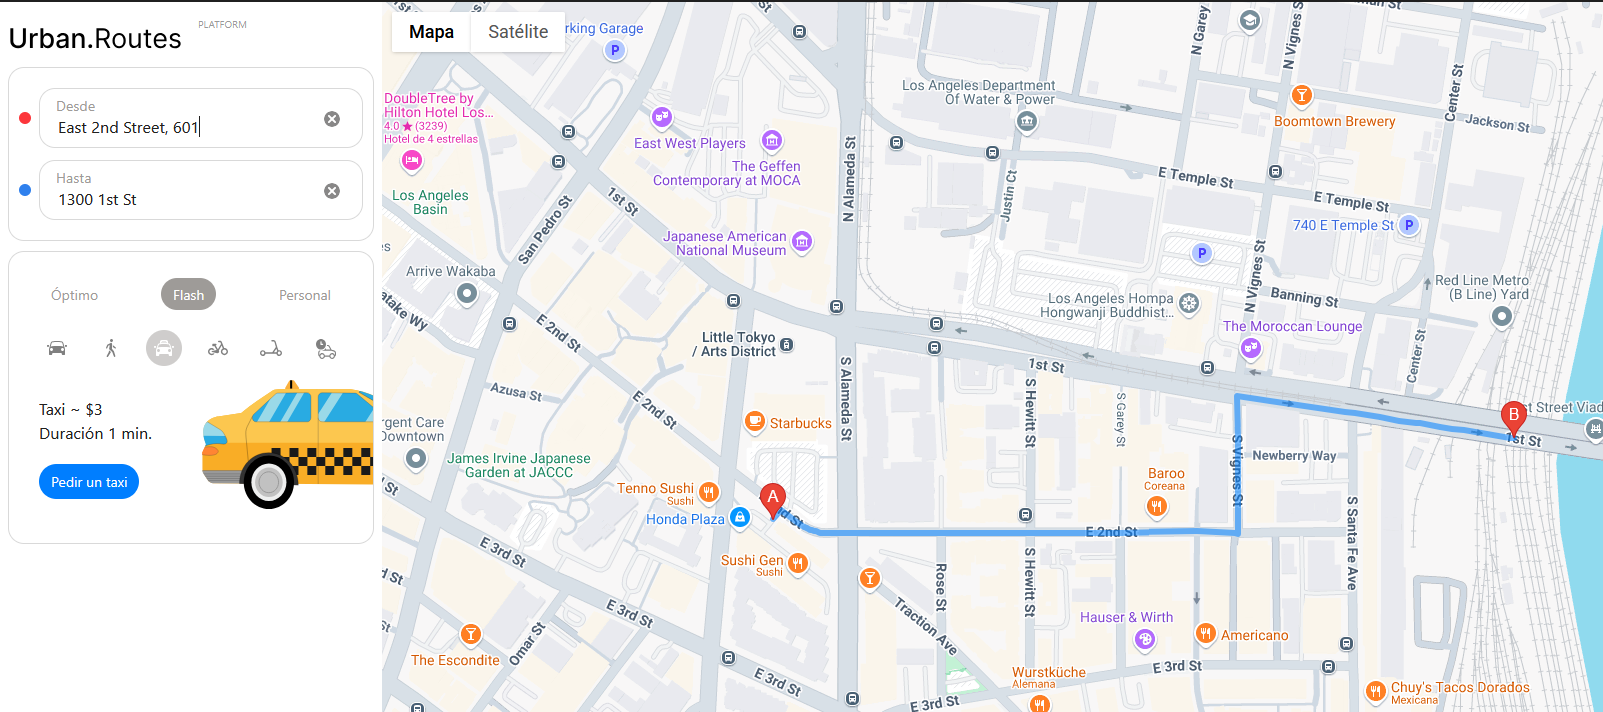 Urban.Routes
PLATFORM
Desde
East 2nd Street, 601
Hasta
1300 1st St
Óptimo
Flash
Personal
Taxi ~ $3
Duración 1 min.
Pedir un taxi
Mapa
Satélite
rking Garage
DoubleTree by
Hilton Hotel Los...
4.0 ★ (3239)
Hotel de 4 estrellas
Los Angeles
Basin
East West Players
The Geffen
Contemporary at MOCA
Japanese American
National Museum
Arrive Wakaba
San Pedro St
1st St
N Alameda St
Los Angeles Department
Of Water & Power
N Garey
N Vignes S
Center St
Jackson St
Boomtown Brewery
E Temple St
E Temple St
Justin Ct
740 E Temple St
N Vignes St
Banning St
Red Line Metro
(B Line) Yard
Los Angeles Hompa
Hongwanji Buddhist...
The Moroccan Lounge
Center St
E 2nd St
Little Tokyo
/ Arts District
S Alameda St
1st St
S Hewitt St
S Garey St
Azusa St
E 2nd St
Starbucks
James Irvine Japanese
Garden at JACCC
rgent Care
Downtown
Tenno Sushi
Sushi
Honda Plaza
A
nd St
Sushi Gen
Sushi
Baroo
Coreana
S Vignes St
Newberry Way
B
st Street Viad
1st St
S Santa Fe Ave
E 2nd St
E 3rd St
E 3rd St
E 3rd St
rd St
Omar St
The Escondite
Rose St
S Hewitt St
Traction Ave
Hauser & Wirth
Americano
Wurstküche
Alemana
E 3rd St
E 3rd St
Chuy's Tacos Dorados
Mexicana